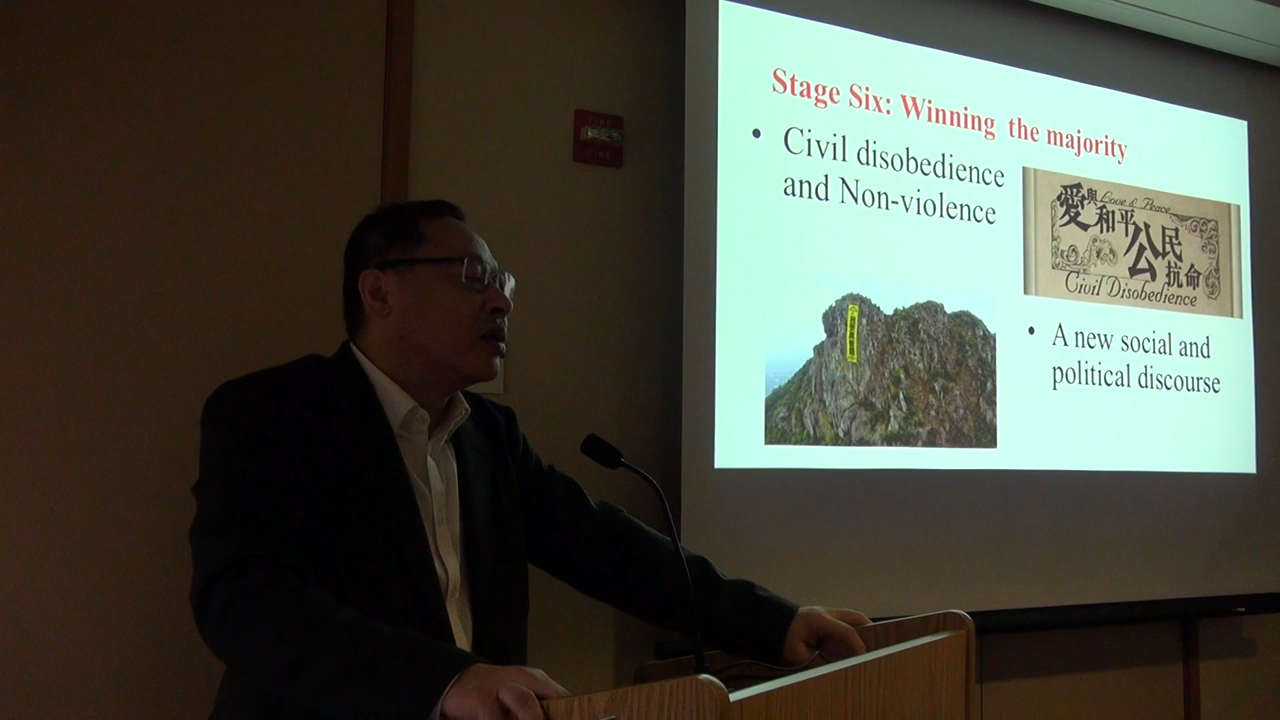 Stage Six: Winning the majority
• Civil disobedience
and Non-violence
Love & Peace
愛與和平
公民抗命
Civil Disobedience
• A new social and
political discourse
FIRE